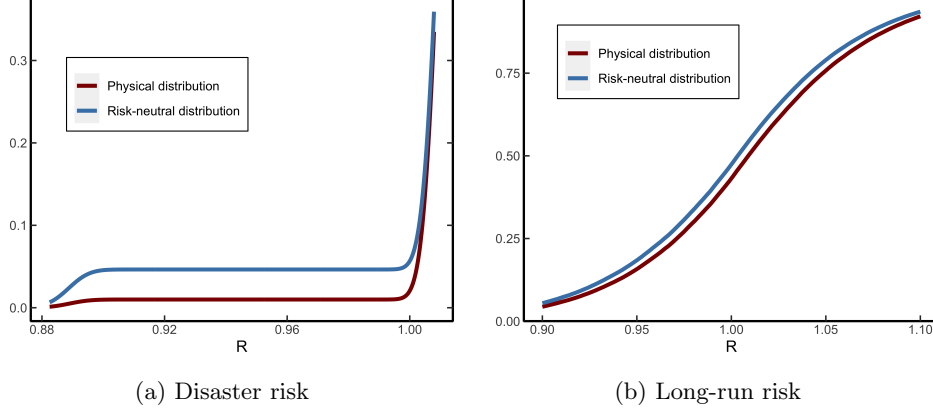 0.3
0.2
0.1
0.0
Physical distribution
Risk-neutral distribution
0.88
0.92
0.96
1.00
R
(a) Disaster risk
0.75
0.50
0.25
0.00
Physical distribution
Risk-neutral distribution
0.90
0.95
1.00
1.05
1.10
R
(b) Long-run risk